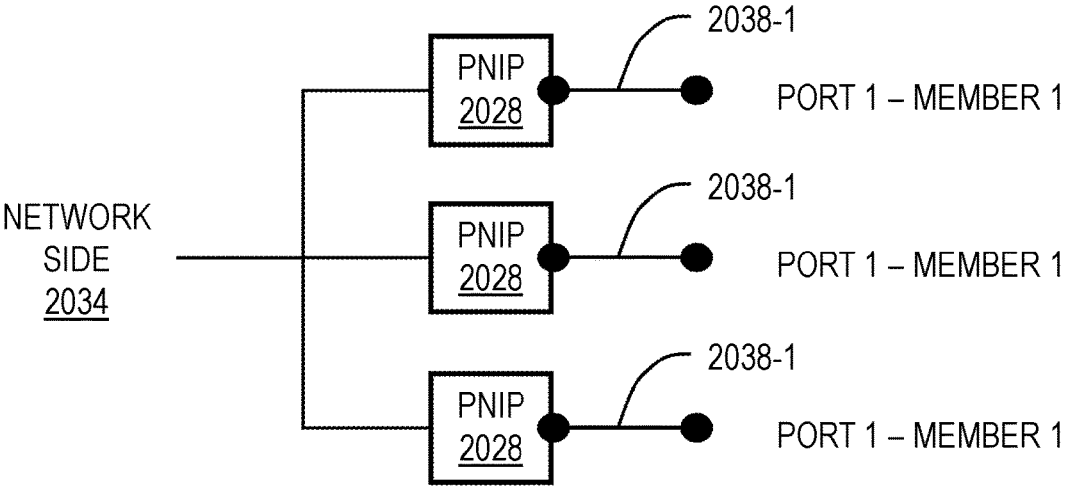 2038-1
PNIP
2028
PORT 1 – MEMBER 1
2038-1
NETWORK
SIDE
2034
PNIP
2028
PORT 1 – MEMBER 1
2038-1
PNIP
2028
PORT 1 – MEMBER 1